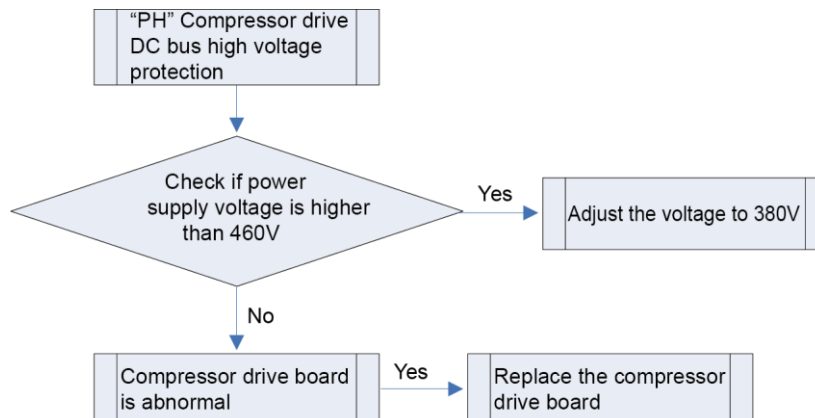 “PH” Compressor drive
DC bus high voltage
protection
Check if power
supply voltage is higher
than 460V
Yes
Adjust the voltage to 380V
No
Compressor drive board
is abnormal
Yes
Replace the compressor
drive board